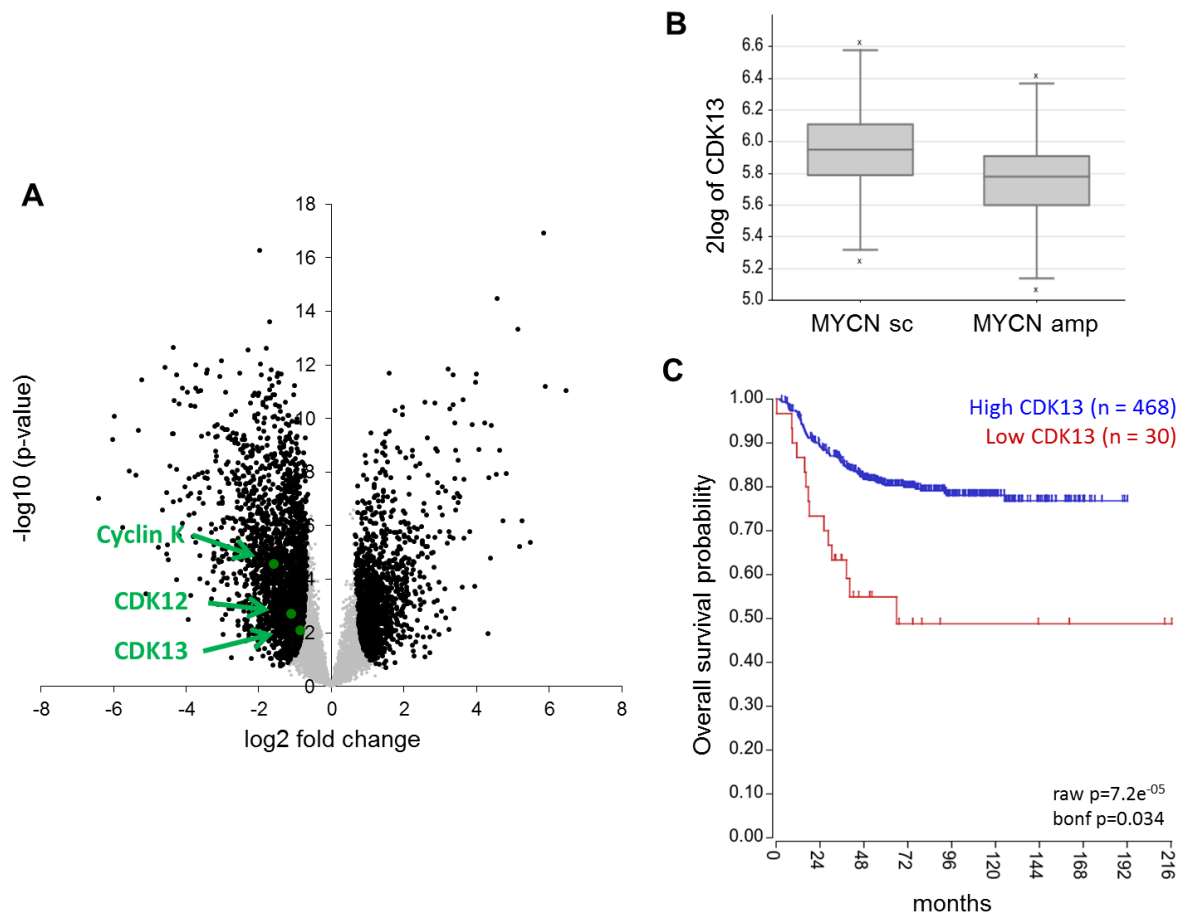 A
18
16
14
12
10
8
6
4
2
0
-log10 (p-value)
Cyclin K
CDK12
CDK13
-8
-6
-4
-2
0
2
4
6
8
log2 fold change
B
6.6
6.4
6.2
6.0
5.8
5.6
5.4
5.2
5.0
2log of CDK13
x
x
x
x
MYCN sc
MYCN amp
C
1.00
0.90
0.80
0.70
0.60
0.50
0.40
0.30
0.20
0.10
0.00
Overall survival probability
High CDK13 (n = 468)
Low CDK13 (n = 30)
raw p=7.2e⁻⁰⁵
bonf p=0.034
0
24
48
72
96
120
144
168
192
216
months